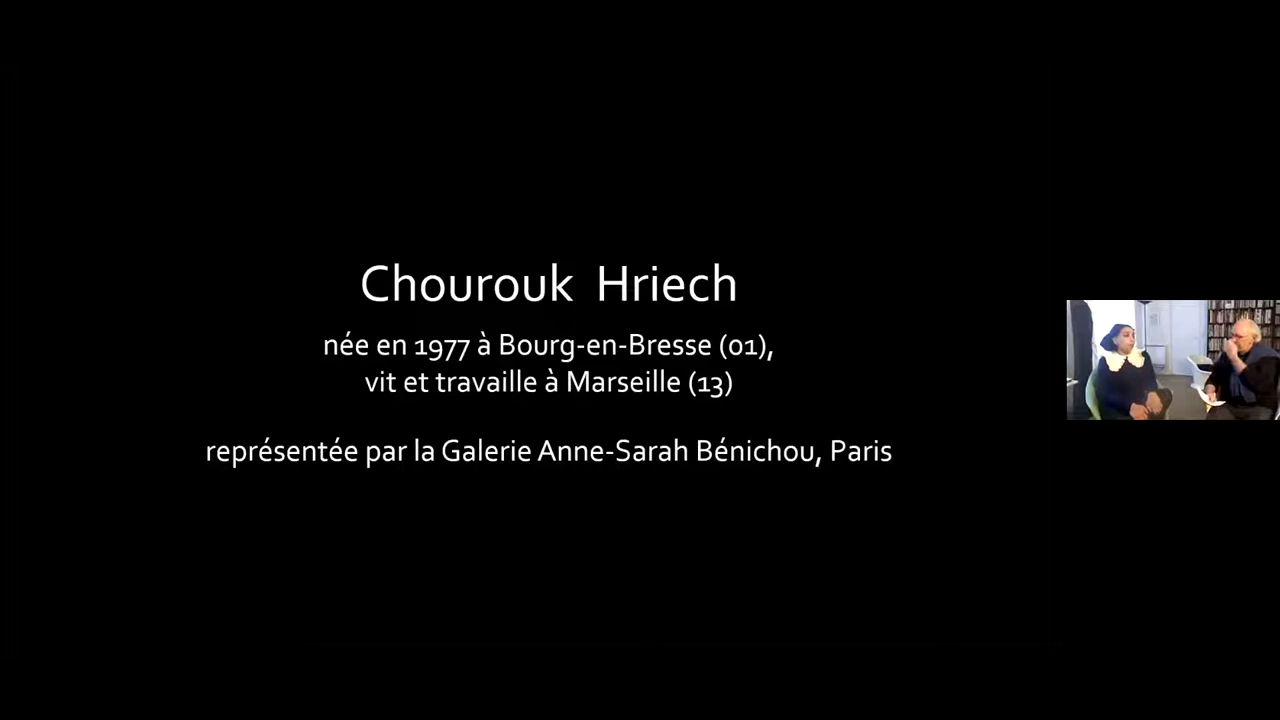 Chourouk Hriech
née en 1977 à Bourg-en-Bresse (01),
vit et travaille à Marseille (13)
représentée par la Galerie Anne-Sarah Bénichou, Paris